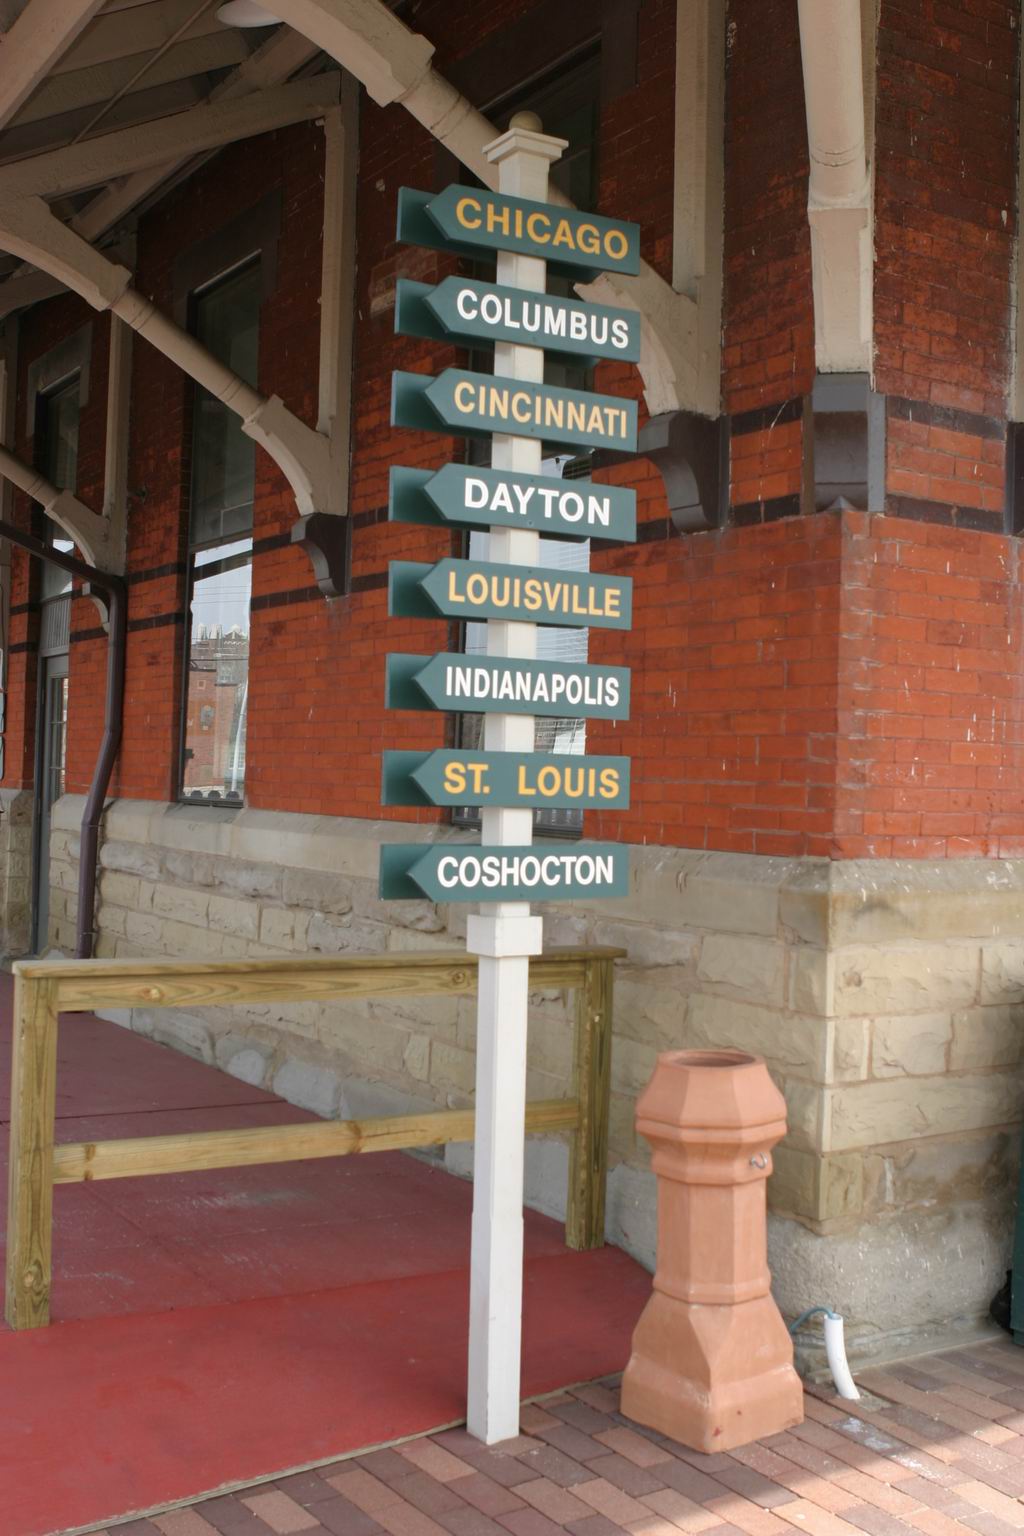 CHICAGO
COLUMBUS
CINCINNATI
DAYTON
LOUISVILLE
INDIANAPOLIS
ST. LOUIS
COSHOCTON